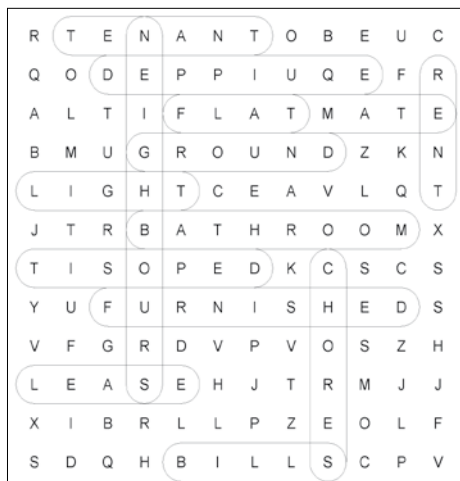 R T E N A N T O B E U C
Q O D E P P I U Q E F R
A L T I F L A T M A T E
B M U G R O U N D Z K N
L I G H T C E A V L Q T
J T R B A T H R O O M X
T I S O P E D K C S C S
Y U F U R N I S H E D S
V F G R D V P V O S Z H
L E A S E H J T R M J J
X I B R L L P Z E O L F
S D Q H B I L L S C P V